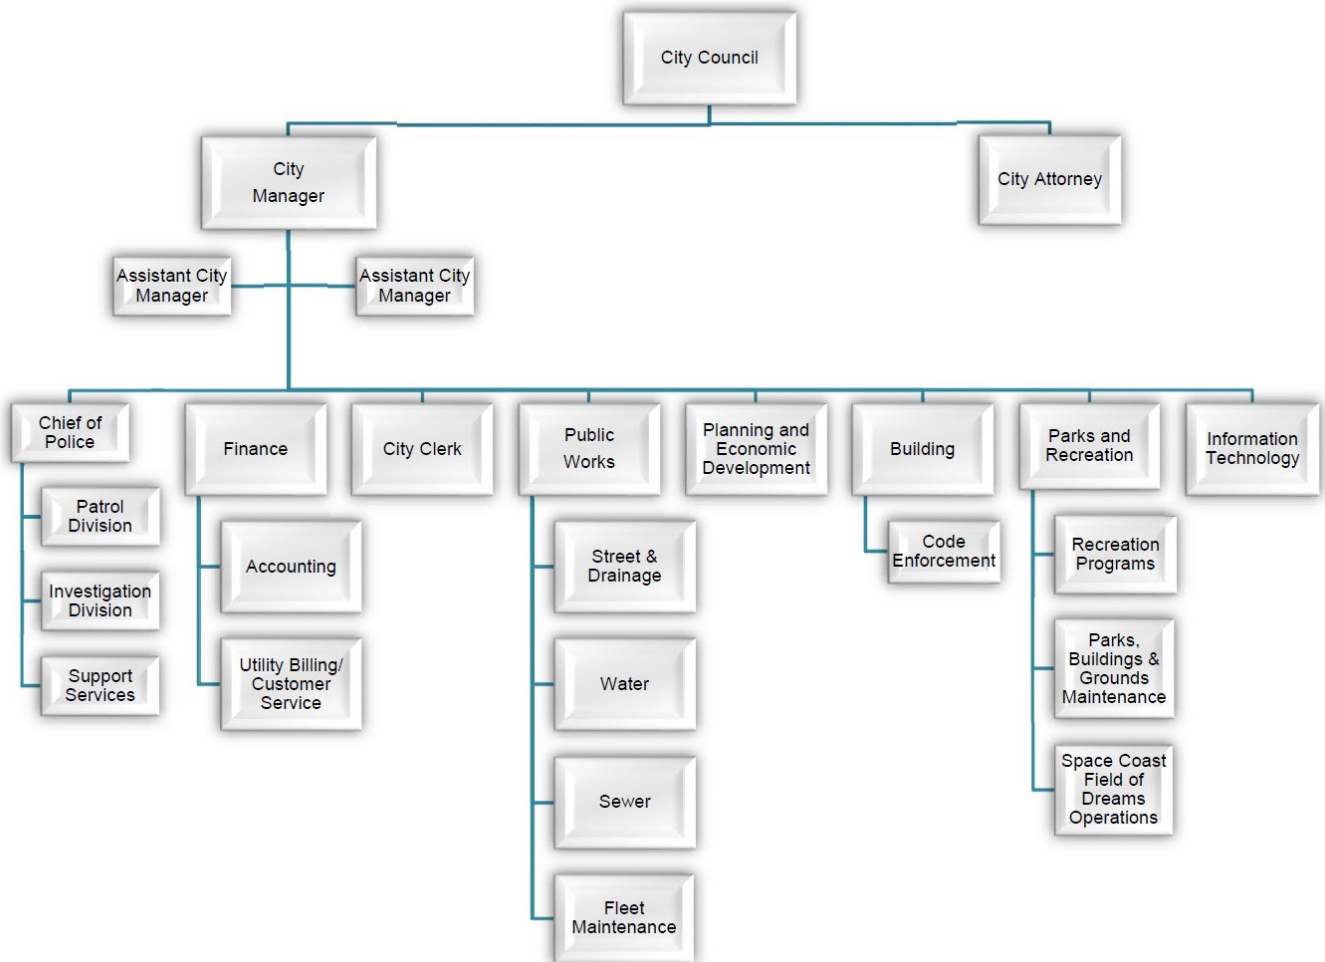 City Council
City
Manager
City Attorney
Assistant City
Manager
Assistant City
Manager
Chief of
Police
Patrol
Division
Investigation
Division
Support
Services
Finance
Accounting
Utility Billing/
Customer
Service
City Clerk
Public
Works
Street &
Drainage
Water
Sewer
Fleet
Maintenance
Planning and
Economic
Development
Building
Code
Enforcement
Parks and
Recreation
Recreation
Programs
Parks,
Buildings &
Grounds
Maintenance
Space Coast
Field of
Dreams
Operations
Information
Technology